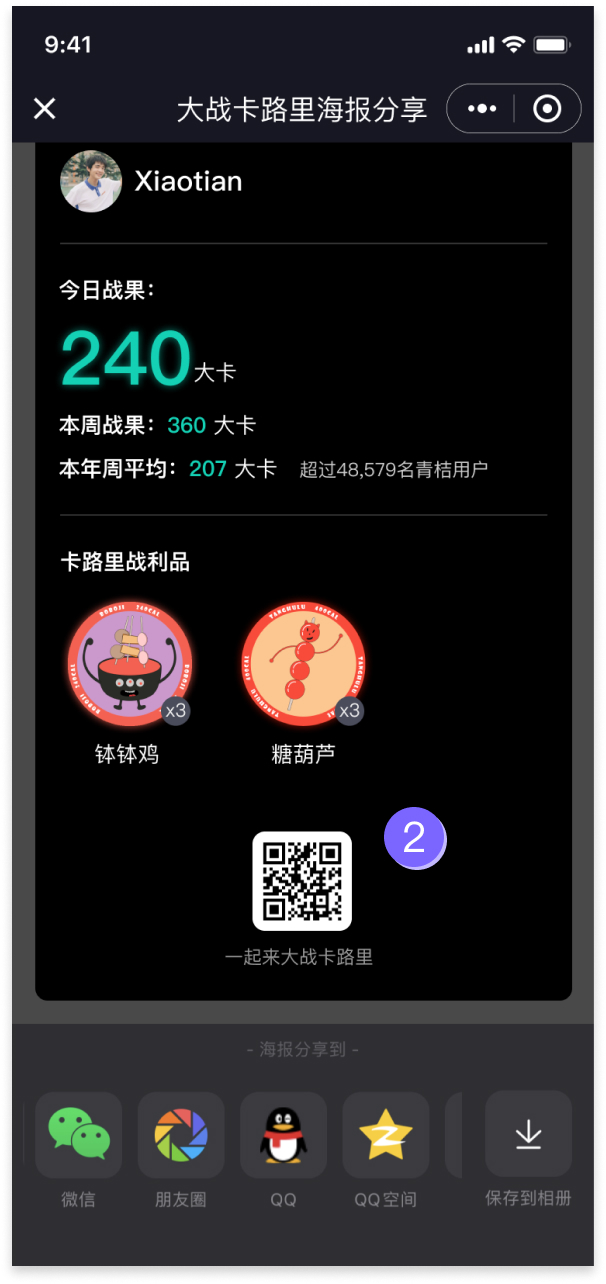 9:41
大战卡路里海报分享
Xiaotian
今日战果：
240大卡
本周战果：360 大卡
本年周平均：207 大卡 超过48,579名青桔用户
卡路里战利品
BOBOJI 240CAL
TANGHULU 400CAL
x3
x3
钵钵鸡
糖葫芦
2
一起来大战卡路里
- 海报分享到 -
微信
朋友圈
QQ
QQ空间
保存到相册